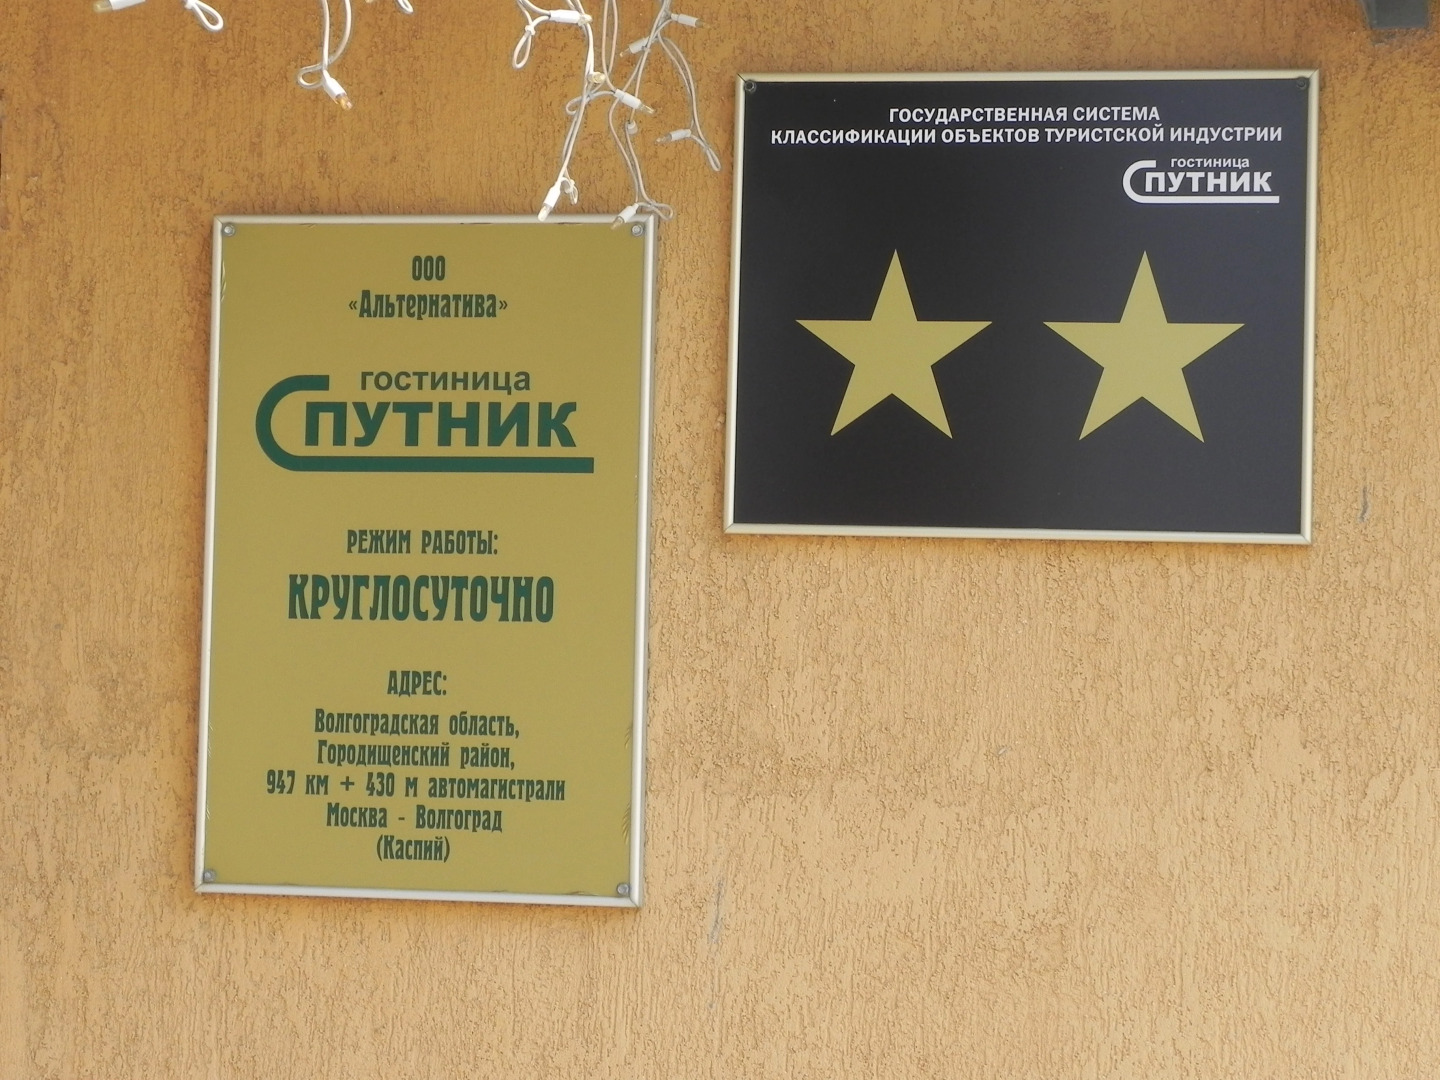 ООО
«Альтернатива»
гостиница
СПУТНИК
РЕЖИМ РАБОТЫ:
КРУГЛОСУТОЧНО
АДРЕС:
Волгоградская область,
Городищенский район,
947 км + 430 м автомагистрали
Москва - Волгоград
(Каспий)
ГОСУДАРСТВЕННАЯ СИСТЕМА
КЛАССИФИКАЦИИ ОБЪЕКТОВ ТУРИСТСКОЙ ИНДУСТРИИ
гостиница
СПУТНИК